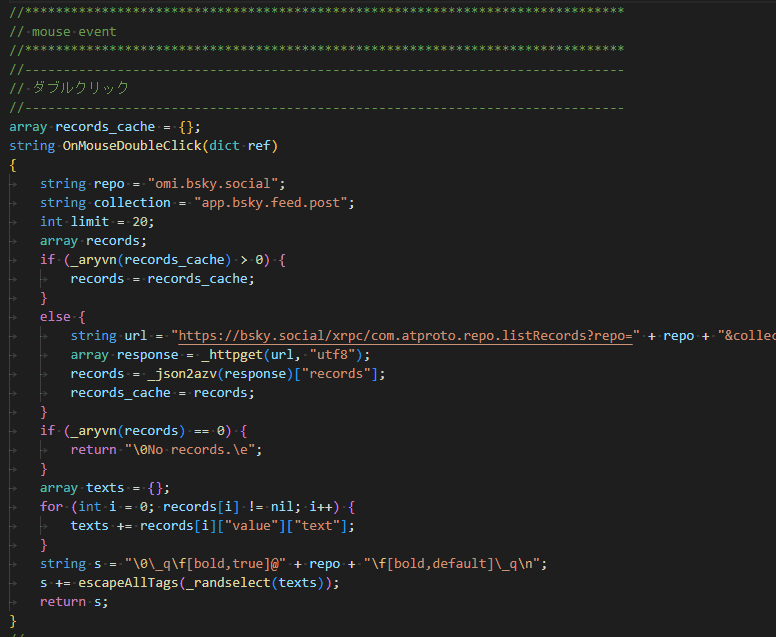 //******************************************************************************
// mouse event
//******************************************************************************
//------------------------------------------------------------------------------
// ダブルクリック
//------------------------------------------------------------------------------
array records_cache = {};
string OnMouseDoubleClick(dict ref)
{
string repo = "omi.bsky.social";
string collection = "app.bsky.feed.post";
int limit = 20;
array records;
if (_aryvn(records_cache) > 0) {
records = records_cache;
}
else {
string url = "https://bsky.social/xrpc/com.atproto.repo.listRecords?repo=" + repo + "&collec
array response = _httpget(url, "utf8");
records = _json2azv(response)["records"];
records_cache = records;
}
if (_aryvn(records) == 0) {
return "\0No records.\e";
}
array texts = {};
for (int i = 0; records[i] != nil; i++) {
texts += records[i]["value"]["text"];
}
string s = "\0\_q\f[bold,true]@" + repo + "\f[bold,default]\_q\n";
s += escapeAllTags(_randselect(texts));
return s;
}